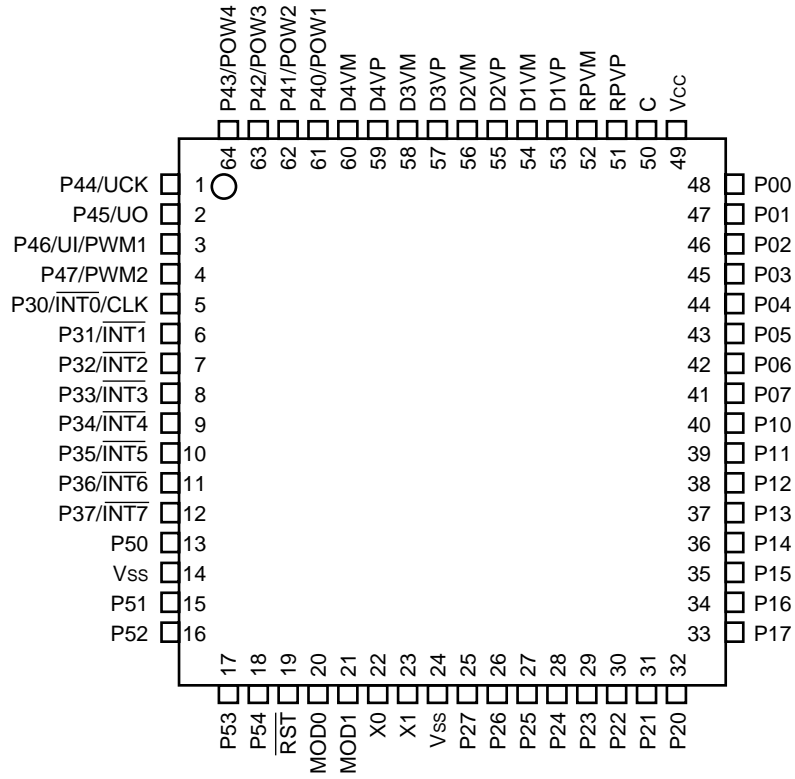 P43/POW4
P42/POW3
P41/POW2
P40/POW1
D4VM
D4VP
D3VM
D3VP
D2VM
D2VP
D1VM
D1VP
RPVM
RPVP
C
Vcc
64
63
62
61
60
59
58
57
56
55
54
53
52
51
50
49
P44/UCK 1
P45/UO 2
P46/UI/PWM1 3
P47/PWM2 4
P30/INT0/CLK 5
P31/INT1 6
P32/INT2 7
P33/INT3 8
P34/INT4 9
P35/INT5 10
P36/INT6 11
P37/INT7 12
P50 13
Vss 14
P51 15
P52 16
48 P00
47 P01
46 P02
45 P03
44 P04
43 P05
42 P06
41 P07
40 P10
39 P11
38 P12
37 P13
36 P14
35 P15
34 P16
33 P17
17
18
19
20
21
22
23
24
25
26
27
28
29
30
31
32
P53
P54
RST
MOD0
MOD1
X0
X1
Vss
P27
P26
P25
P24
P23
P22
P21
P20